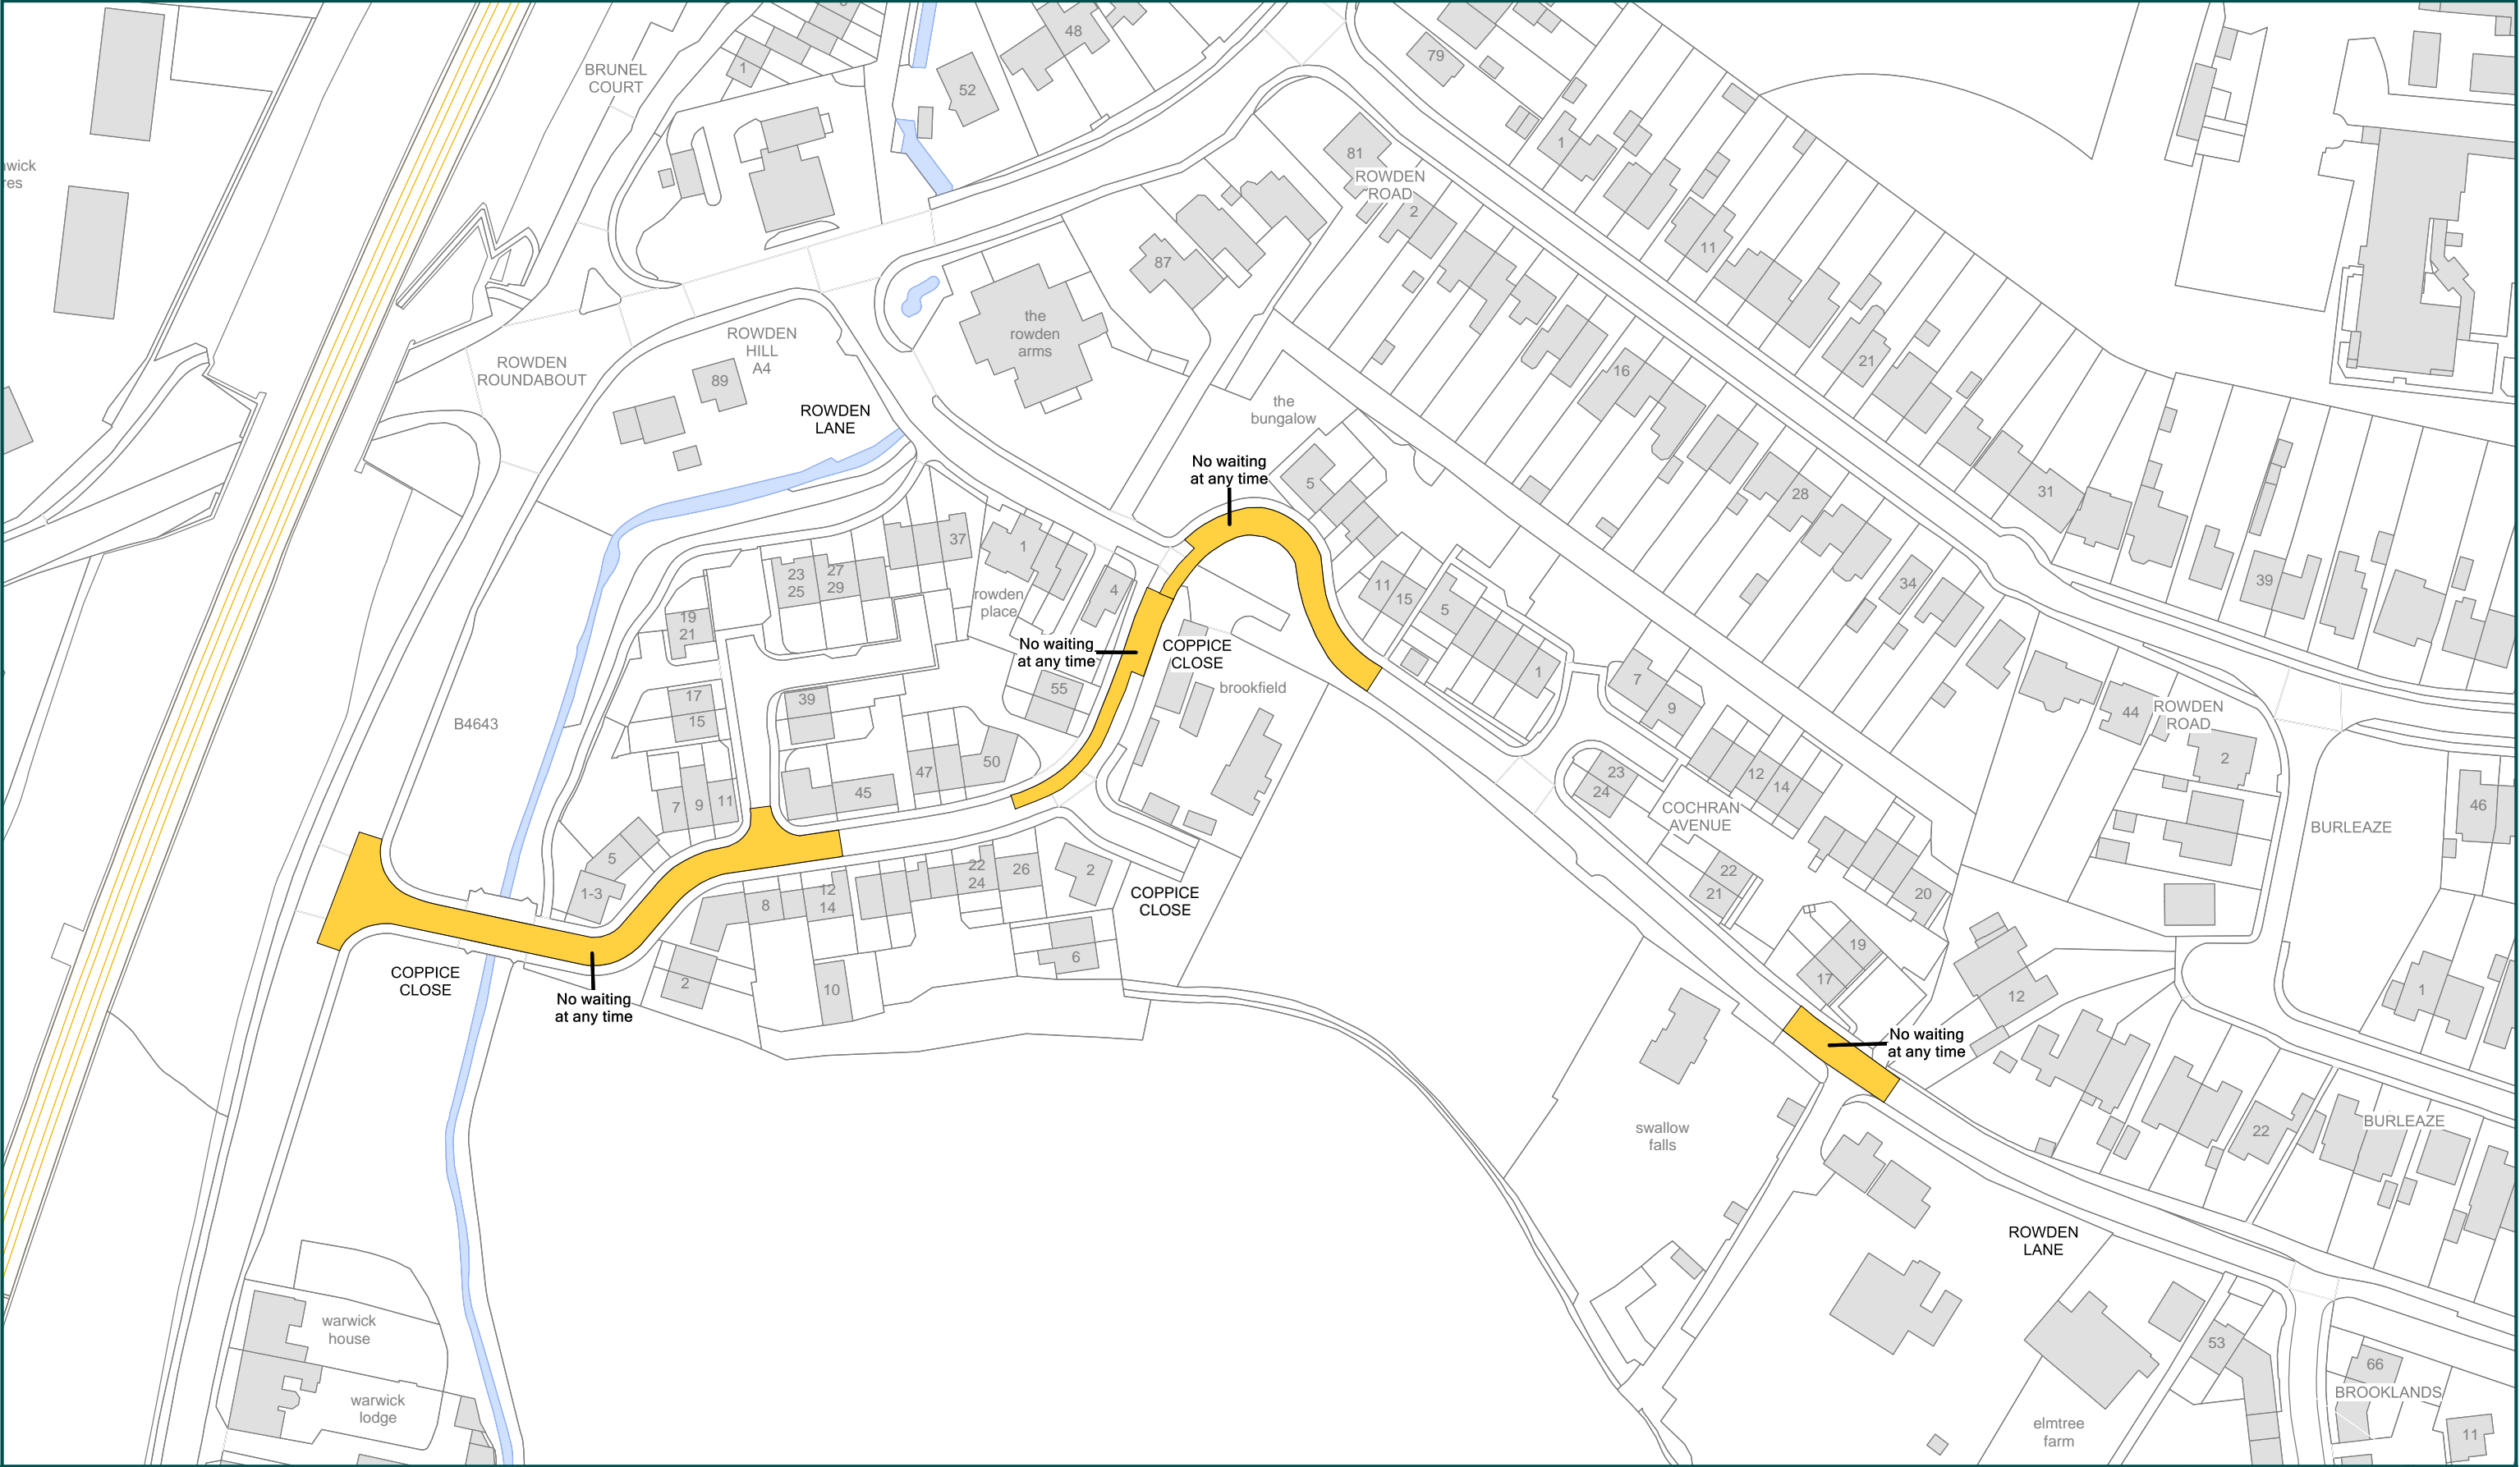 48
1
BRUNEL
COURT
79
52
1
81
ROWDEN
ROAD
2
11
87
the
rowden
arms
ROWDEN
HILL
A4
ROWDEN
ROUNDABOUT
89
21
16
ROWDEN
LANE
the
bungalow
No waiting
at any time
5
31
28
37
1
23
25
27
29
4
11
15
5
34
39
rowden
place
19
21
No waiting
at any time
COPPICE
CLOSE
1
7
9
brookfield
55
17
15
39
B4643
44
ROWDEN
ROAD
2
50
47
45
7
9
11
23
24
12
14
COCHRAN
AVENUE
46
BURLEAZE
5
1-3
22
24
26
2
8
12
14
COPPICE
CLOSE
22
21
20
19
17
6
2
10
COPPICE
CLOSE
No waiting
at any time
12
1
No waiting
at any time
swallow
falls
22
BURLEAZE
ROWDEN
LANE
warwick
house
53
66
BROOKLANDS
warwick
lodge
elmtree
farm
11